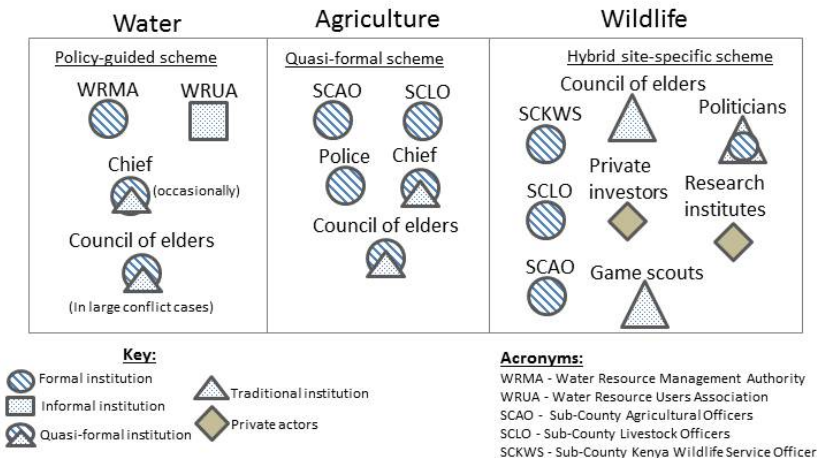 Water
Agriculture
Wildlife
Policy-guided scheme
WRMA
WRUA
Chief
(occasionally)
Council of elders
(In large conflict cases)
Quasi-formal scheme
SCAO
SCLO
Police
Chief
Council of elders
Hybrid site-specific scheme
Council of elders
SCKWS
Politicians
Private
investors
SCLO
Research
institutes
SCAO
Game scouts
Key:
Formal institution
Informal institution
Quasi-formal institution
Traditional institution
Private actors
Acronyms:
WRMA - Water Resource Management Authority
WRUA - Water Resource Users Association
SCAO - Sub-County Agricultural Officers
SCLO - Sub-County Livestock Officers
SCKWS - Sub-County Kenya Wildlife Service Officer